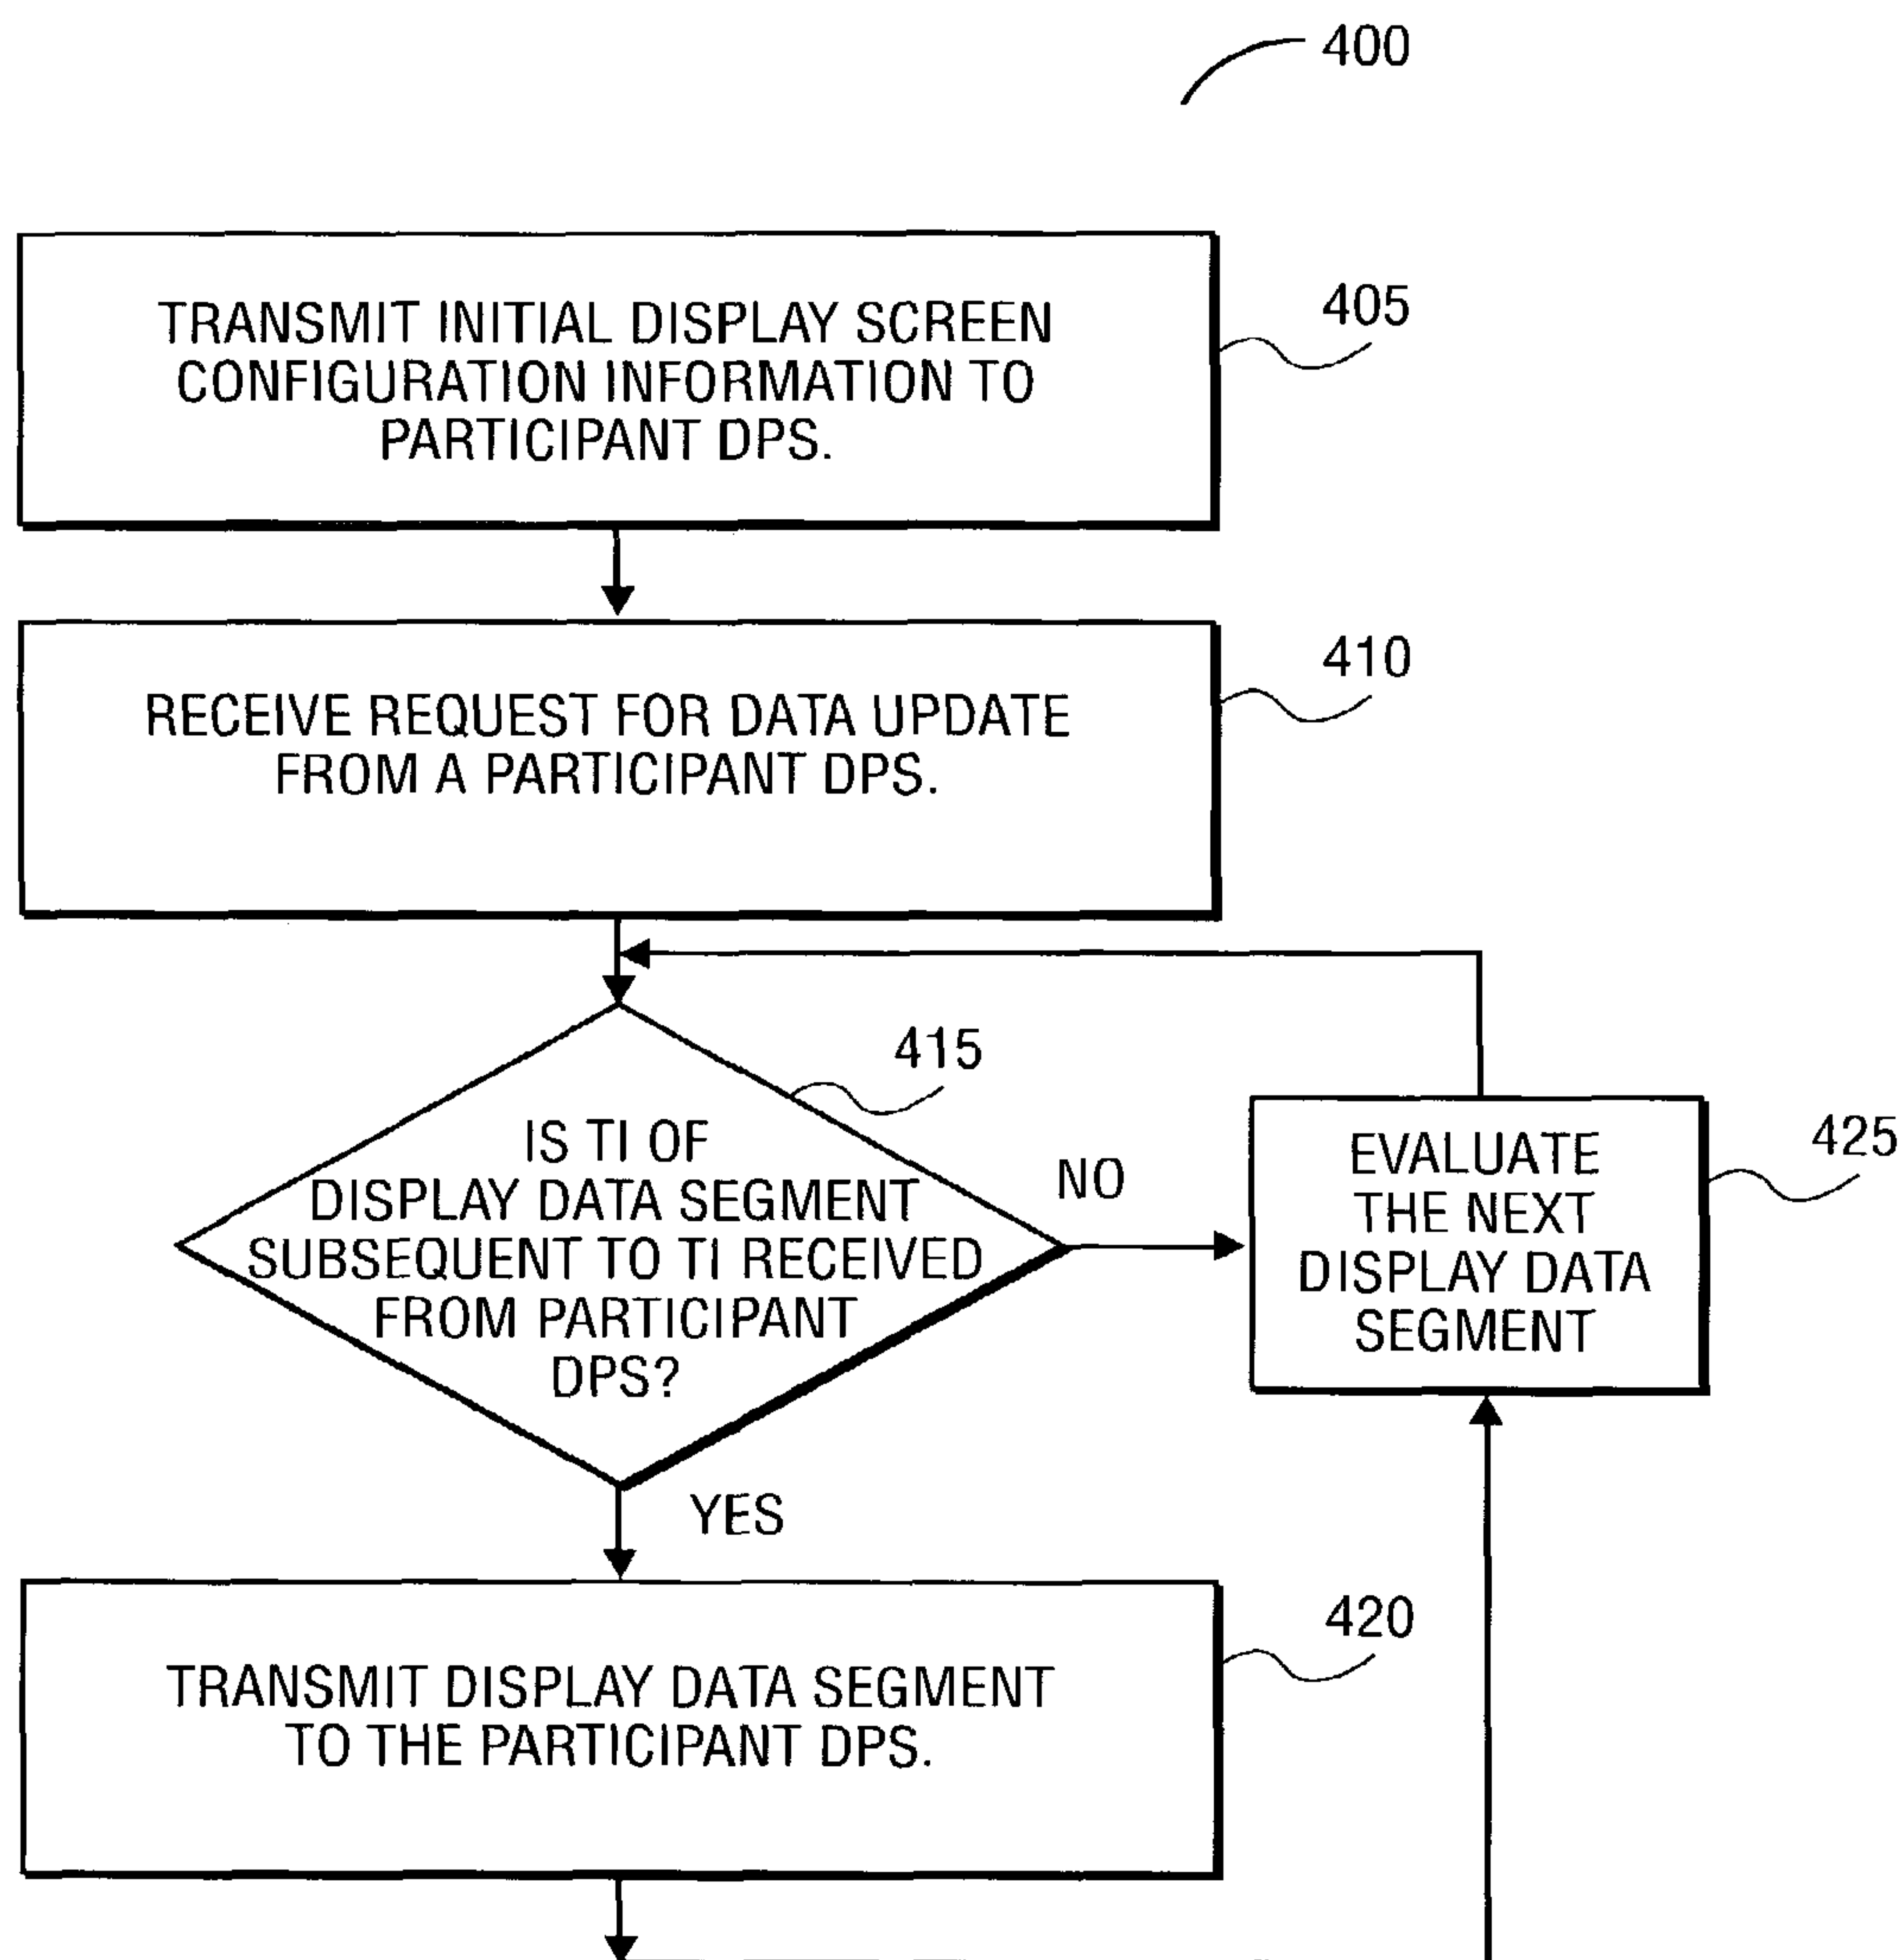 400
TRANSMIT INITIAL DISPLAY SCREEN
CONFIGURATION INFORMATION TO
PARTICIPANT DPS.
405
RECEIVE REQUEST FOR DATA UPDATE
FROM A PARTICIPANT DPS.
410
IS TI OF
DISPLAY DATA SEGMENT
SUBSEQUENT TO TI RECEIVED
FROM PARTICIPANT
DPS?
415
NO
EVALUATE
THE NEXT
DISPLAY DATA
SEGMENT
425
YES
TRANSMIT DISPLAY DATA SEGMENT
TO THE PARTICIPANT DPS.
420